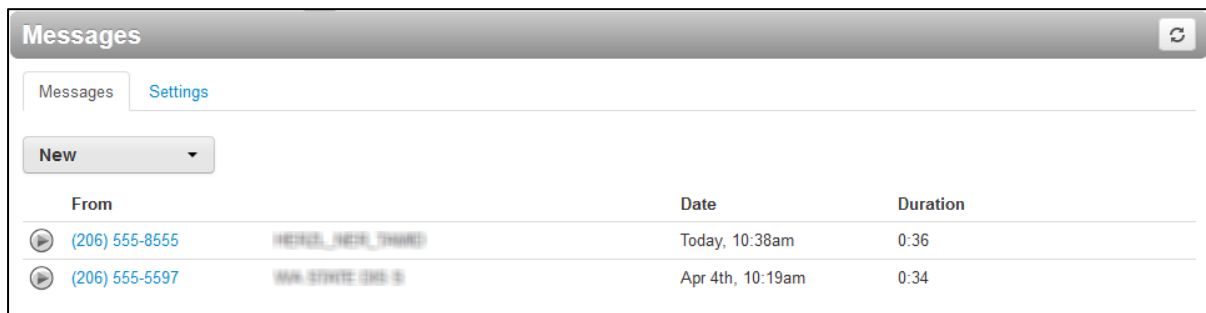 Messages
Messages Settings
New
From Date Duration
(206) 555-8555 Today, 10:38am 0:36
(206) 555-5597 Apr 4th, 10:19am 0:34